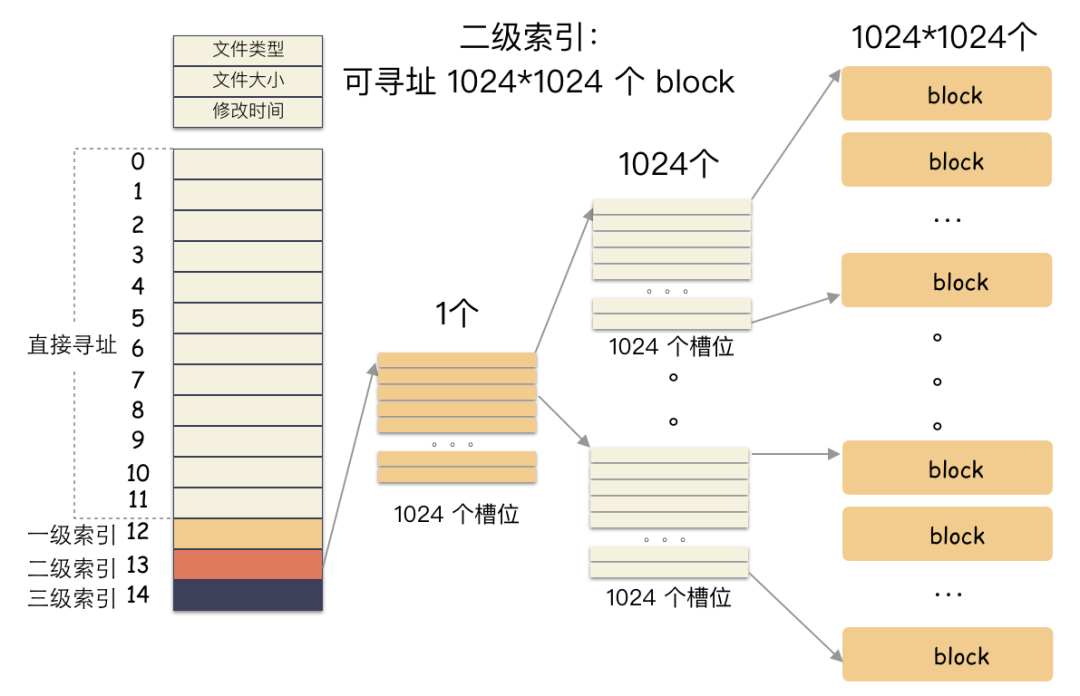 文件类型
文件大小
修改时间
二级索引：
可寻址 1024*1024 个 block
直接寻址
0
1
2
3
4
5
6
7
8
9
10
11
一级索引 12
二级索引 13
三级索引 14
1个
。。。
1024 个槽位
1024个
。。。
1024 个槽位
。。。
1024 个槽位
1024*1024个
block
block
...
block
block
block
...
block